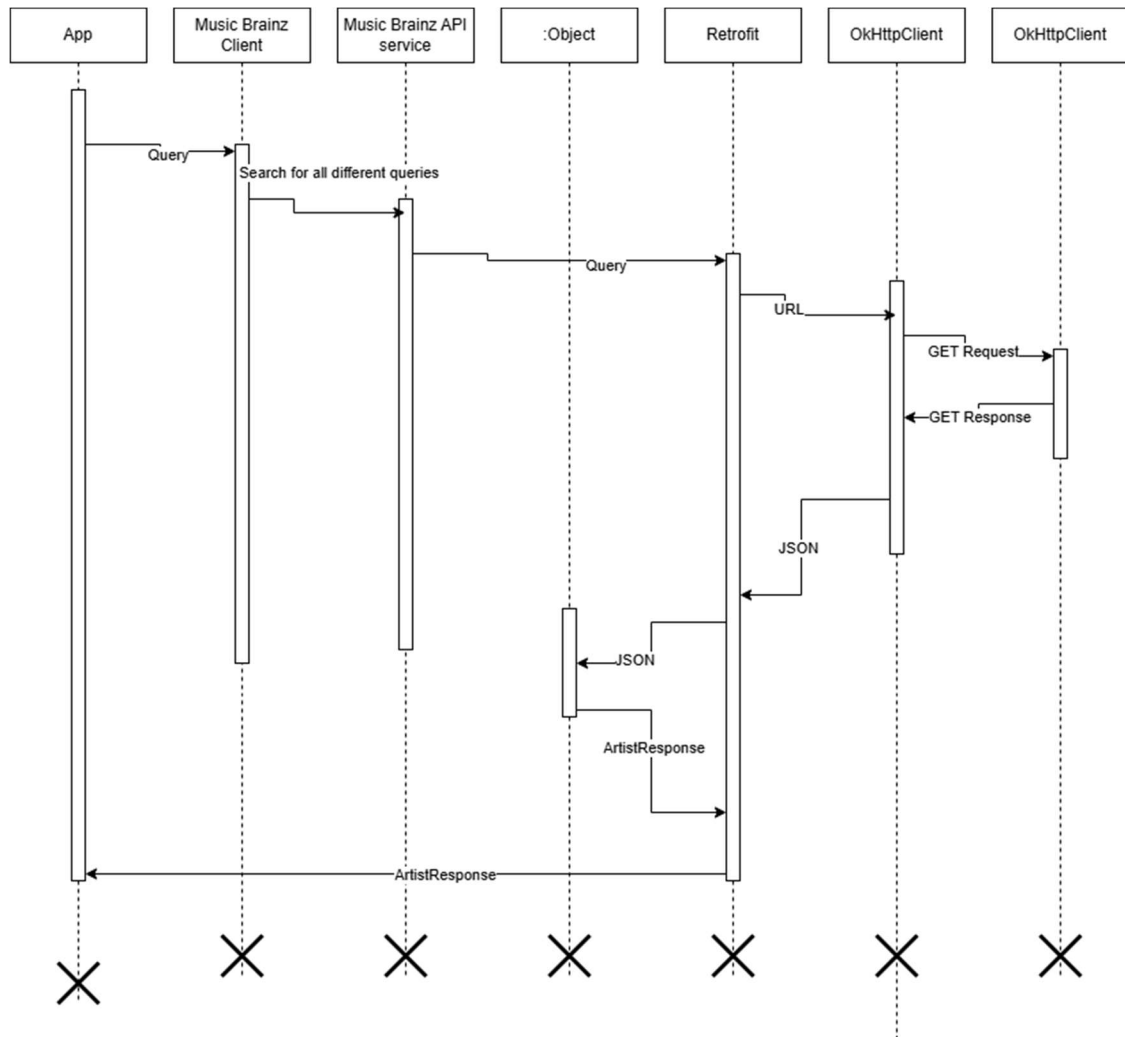 App
Music Brainz
Client
Music Brainz API
service
:Object
Retrofit
OkHttpClient
OkHttpClient
Query
Search for all different queries
Query
URL
GET Request
GET Response
JSON
JSON
ArtistResponse
ArtistResponse